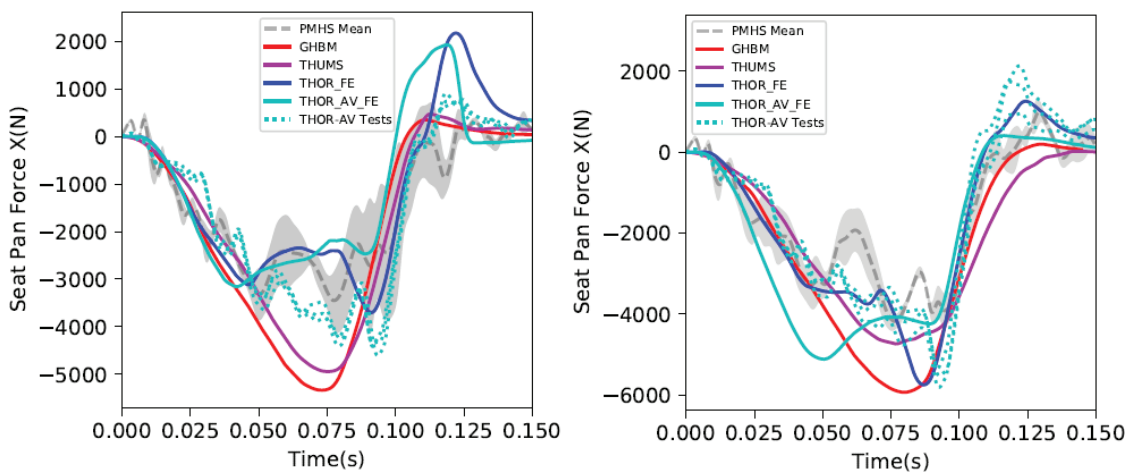 Seat Pan Force X(N)
2000
1000
0
−1000
−2000
−3000
−4000
−5000
PMHS Mean
GHBM
THUMS
THOR_FE
THOR_AV_FE
THOR-AV Tests
0.000 0.025 0.050 0.075 0.100 0.125 0.150
Time(s)
Seat Pan Force X(N)
2000
0
−2000
−4000
−6000
PMHS Mean
GHBM
THUMS
THOR_FE
THOR_AV_FE
THOR-AV Tests
0.000 0.025 0.050 0.075 0.100 0.125 0.150
Time(s)